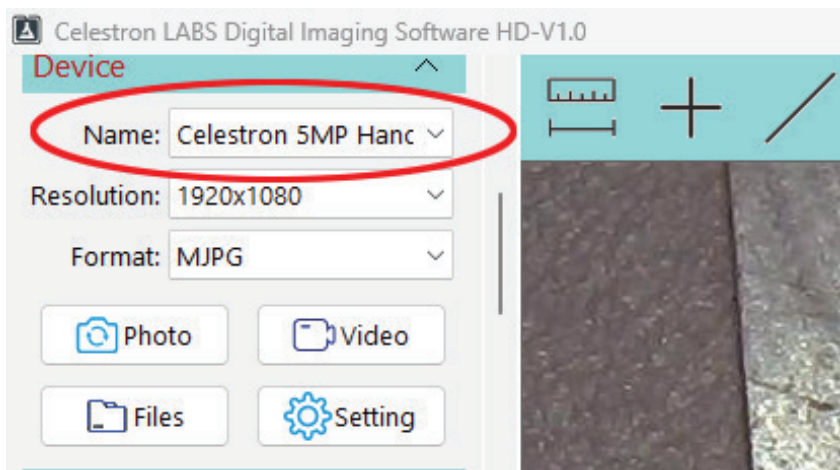 Celestron LABS Digital Imaging Software HD-V1.0
Device
Name: Celestron 5MP Hanc
Resolution: 1920x1080
Format: MJPG
Photo Video
Files Setting